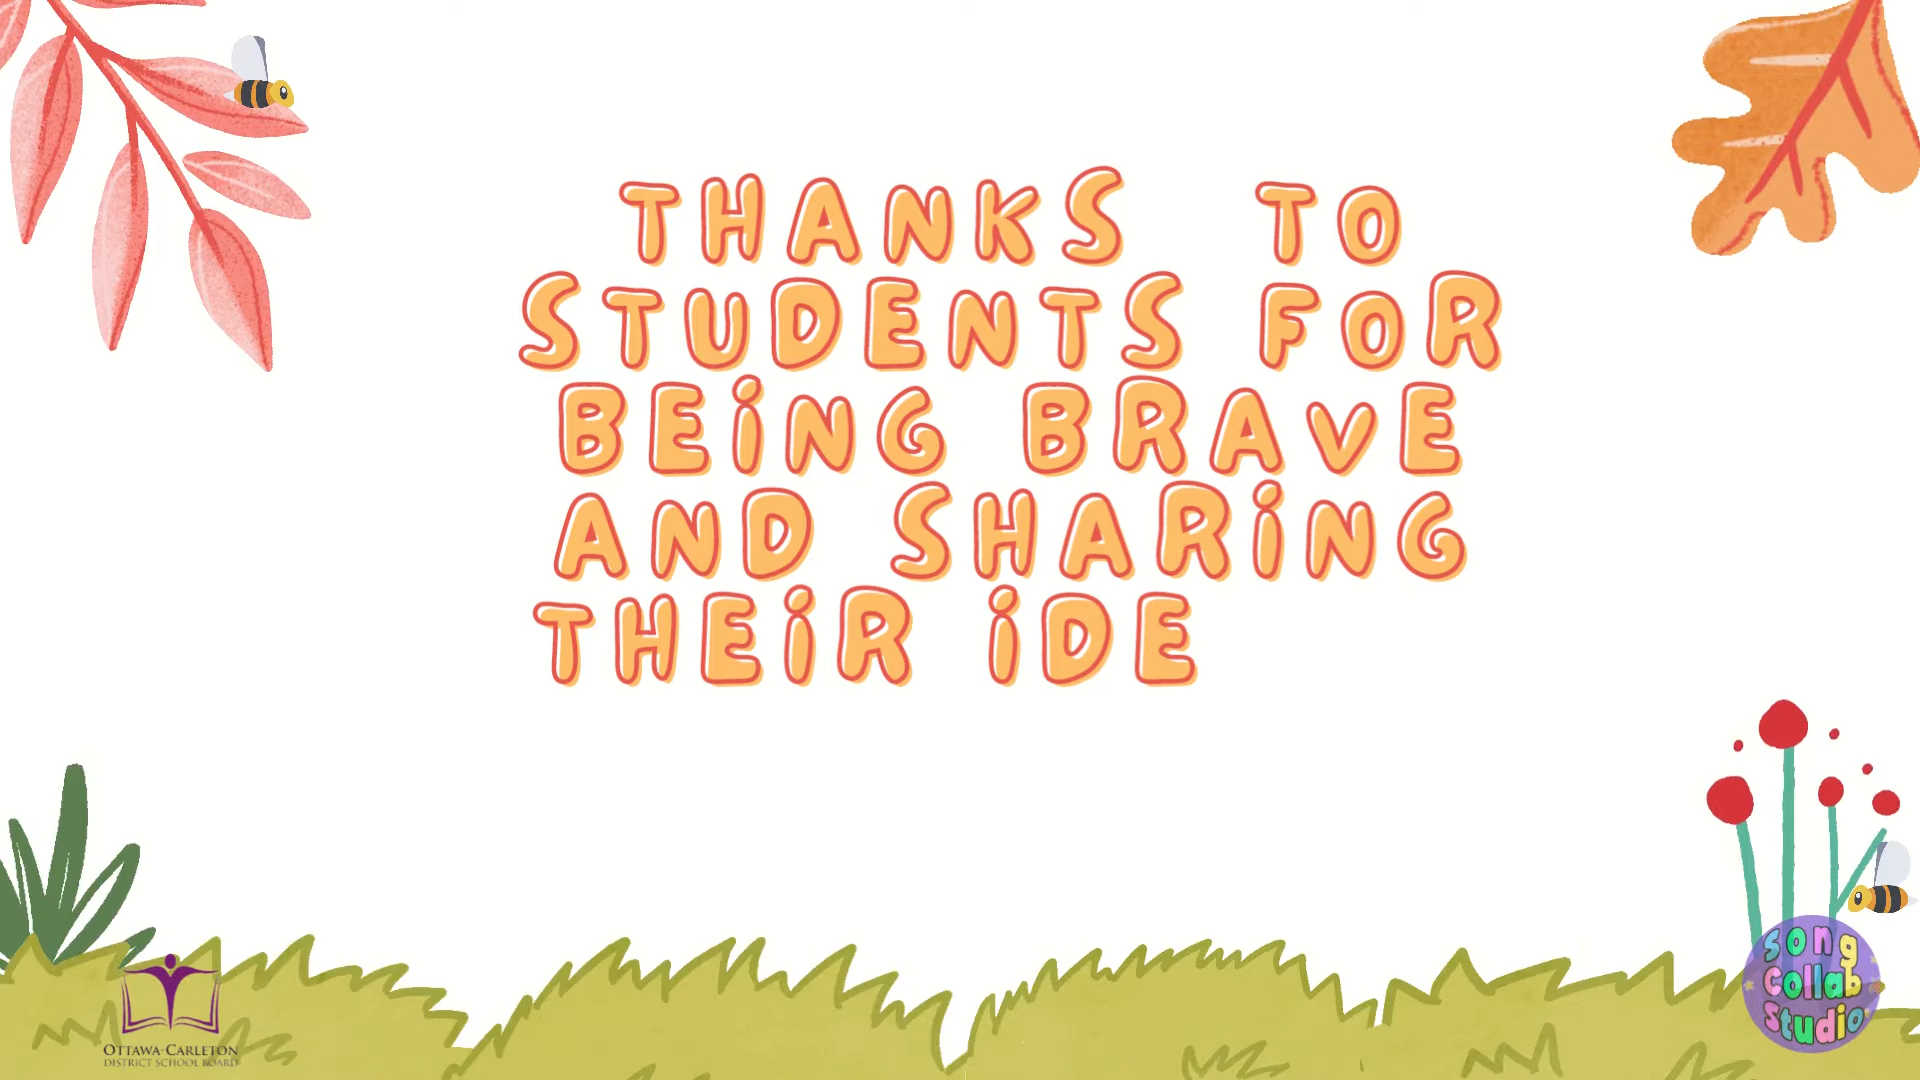 THANKS TO
STUDENTS FOR
BEING BRAVE
AND SHARING
THEIR IDE
OTTAWA-CARLETON
DISTRICT SCHOOL BOARD
Song
Collab
Studio